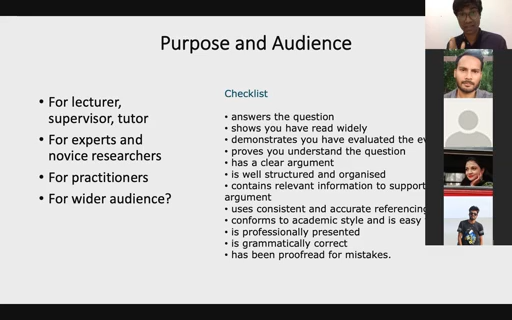 Purpose and Audience
• For lecturer,
supervisor, tutor
• For experts and
novice researchers
• For practitioners
• For wider audience?
Checklist
• answers the question
• shows you have read widely
• demonstrates you have evaluated the ev
• proves you understand the question
• has a clear argument
• is well structured and organised
• contains relevant information to support
argument
• uses consistent and accurate referencing
• conforms to academic style and is easy
• is professionally presented
• is grammatically correct
• has been proofread for mistakes.